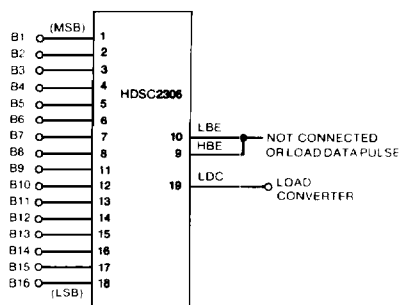 B1 (MSB) 1
B2 2
B3 3
B4 4
B5 5
B6 6
B7 7
B8 8
B9 11
B10 12
B11 13
B12 14
B13 15
B14 16
B15 17
B16 (LSB) 18
HDSC2306
10 LBE
9 HBE
NOT CONNECTED
OR LOAD DATA PULSE
19 LDC
LOAD
CONVERTER